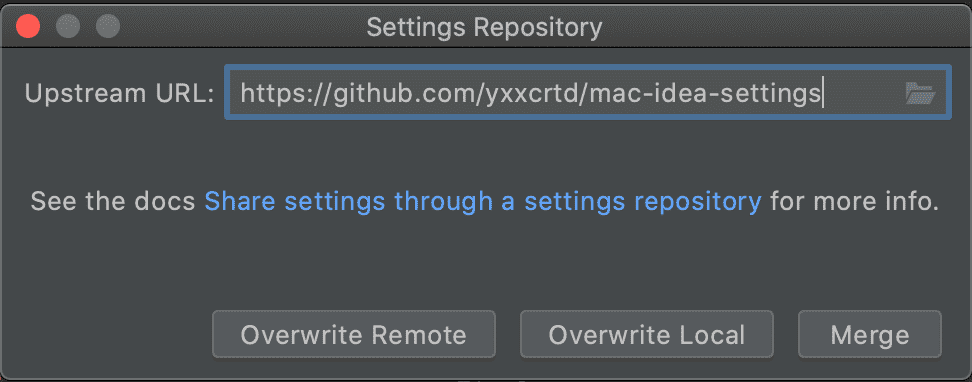 Settings Repository
Upstream URL: https://github.com/yxxcrtd/mac-idea-settings
See the docs Share settings through a settings repository for more info.
Overwrite Remote Overwrite Local Merge